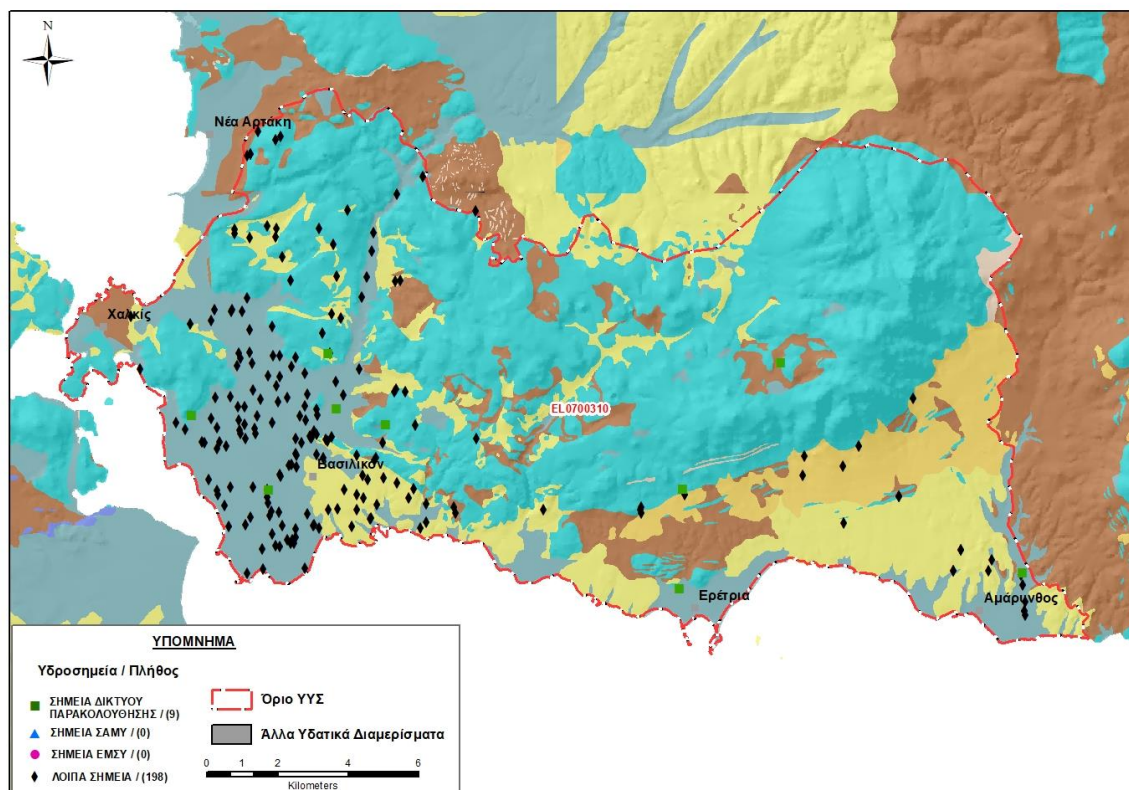 N
Νέα Αρτάκη
Χαλκίς
EL0700310
Βασιλικόν
Ερέτρια
Αμάρυνθος
ΥΠΟΜΝΗΜΑ
Υδροσημεία / Πλήθος
ΣΗΜΕΙΑ ΔΙΚΤΥΟΥ
ΠΑΡΑΚΟΛΟΥΘΗΣΗΣ / (9)
ΣΗΜΕΙΑ ΣΑΜΥ / (0)
ΣΗΜΕΙΑ ΕΜΣΥ / (0)
ΛΟΙΠΑ ΣΗΜΕΙΑ / (198)
Όριο ΥΥΣ
Άλλα Υδατικά Διαμερίσματα
0 1 2 4 6
Kilometers